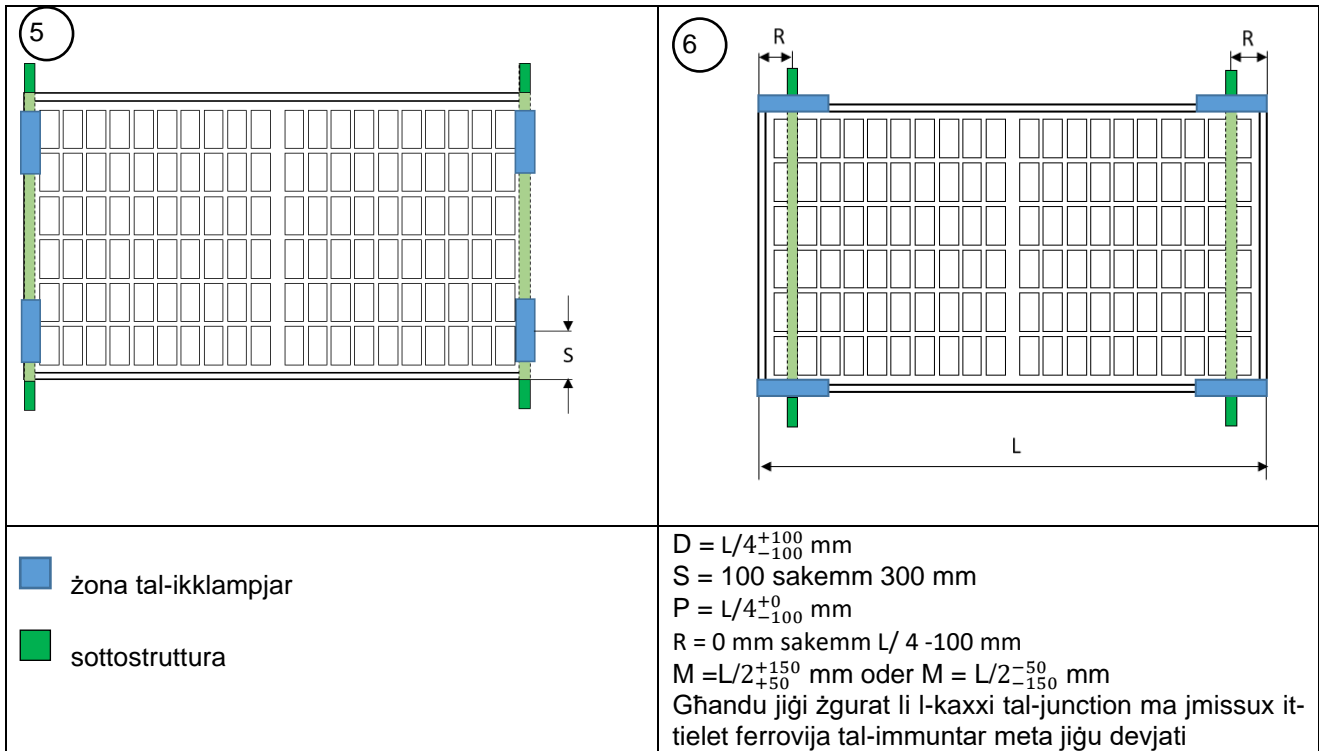 5
S
6
R
R
L
żona tal-ikklampjar
sottostruttura
D = L/4 +100 -100 mm
S = 100 sakemm 300 mm
P = L/4 +0 -100 mm
R = 0 mm sakemm L/ 4 -100 mm
M =L/2 +150 +50 mm oder M = L/2 -50 -150 mm
Għandu jiġi żgurat li l-kaxxi tal-junction ma jmissux it-
tielet ferrovija tal-immuntar meta jiġu devjati